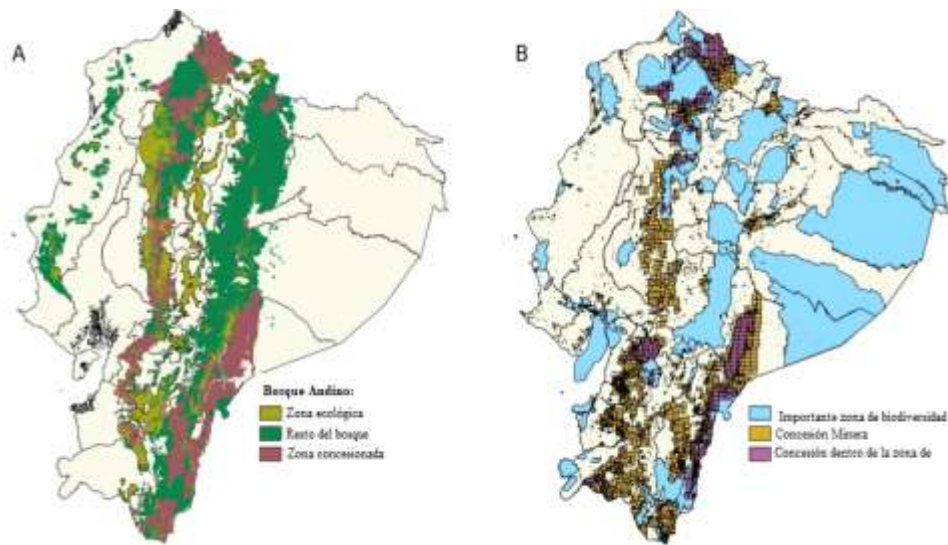 A
B
Bosque Andino:
Zona ecológica
Resto del bosque
Zona concesionada
Importante zona de biodiversidad
Concesión Minera
Concesión dentro de la zona de